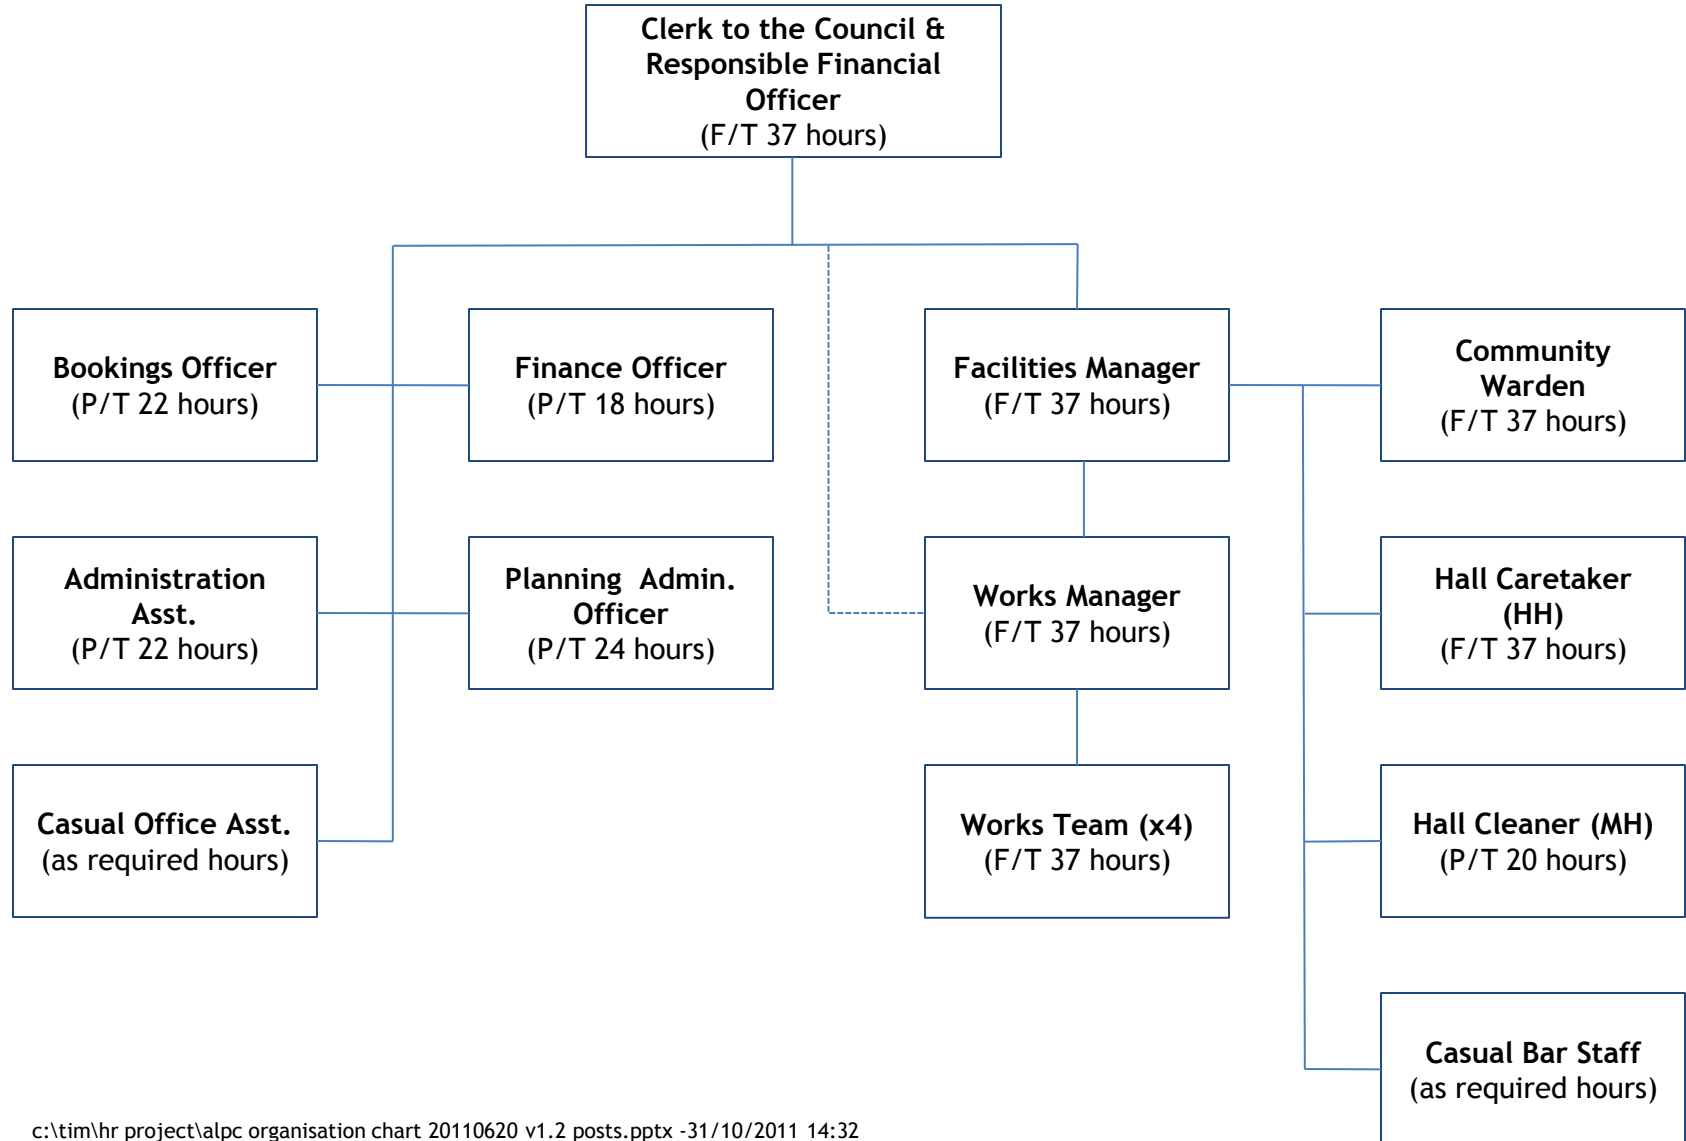 Clerk to the Council &
Responsible Financial
Officer
(F/T 37 hours)
Bookings Officer
(P/T 22 hours)
Finance Officer
(P/T 18 hours)
Facilities Manager
(F/T 37 hours)
Community
Warden
(F/T 37 hours)
Administration
Asst.
(P/T 22 hours)
Planning  Admin.
Officer
(P/T 24 hours)
Works Manager
(F/T 37 hours)
Hall Caretaker
(HH)
(F/T 37 hours)
Casual Office Asst.
(as required hours)
Works Team (x4)
(F/T 37 hours)
Hall Cleaner (MH)
(P/T 20 hours)
Casual Bar Staff
(as required hours)
c:\tim\hr project\alpc organisation chart 20110620 v1.2 posts.pptx -31/10/2011 14:32